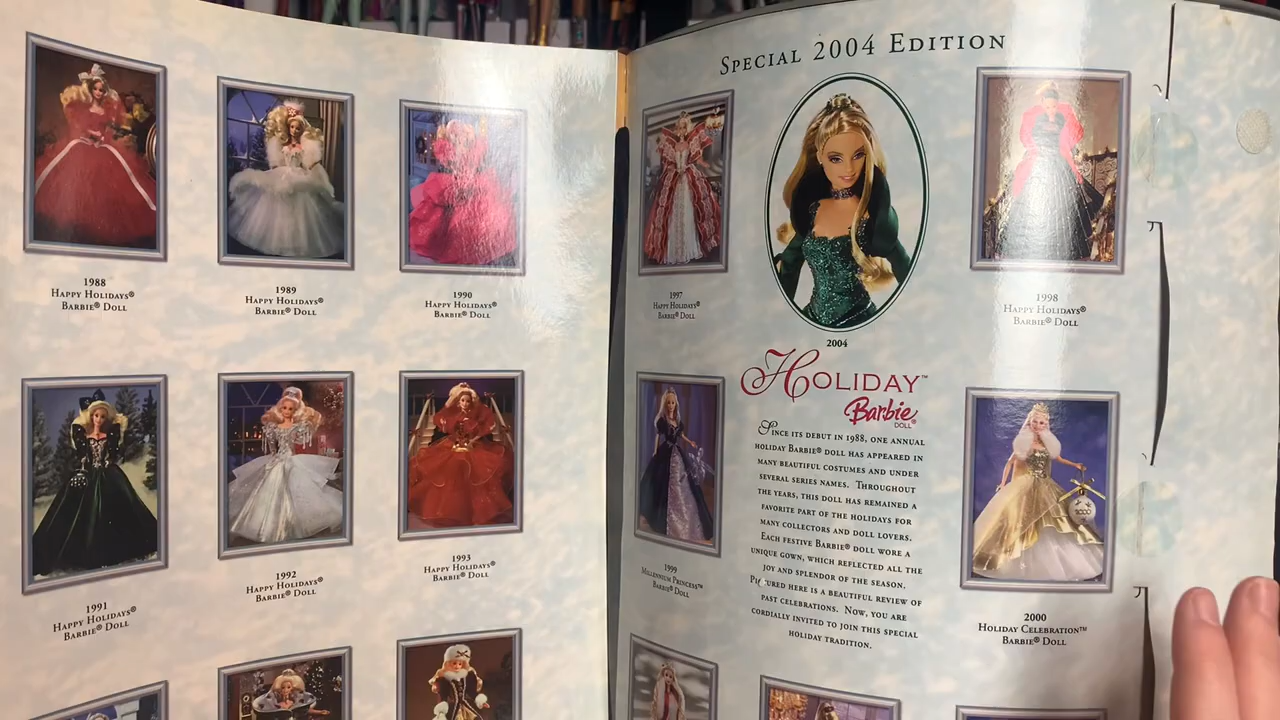 1988
Happy Holidays®
Barbie® Doll
1989
Happy Holidays®
Barbie® Doll
1990
Happy Holidays®
Barbie® Doll
1991
Happy Holidays®
Barbie® Doll
1992
Happy Holidays®
Barbie® Doll
1993
Happy Holidays®
Barbie® Doll
Special 2004 Edition
1997
Happy Holidays®
Barbie® Doll
2004
1998
Happy Holidays®
Barbie® Doll
Holiday™
Barbie®
DOLL
Since its debut in 1988, one annual
holiday Barbie® doll has appeared in
many beautiful costumes and under
several series names. Throughout
the years, this doll has remained a
favorite part of the holidays for
many collectors and doll lovers.
Each festive Barbie® doll wore a
unique gown, which reflected all the
joy and splendor of the season.
Pictured here is a beautiful review of
past celebrations. Now, you are
cordially invited to join this special
holiday tradition.
1999
Millennium Princess™
Barbie® Doll
2000
2000
Holiday Celebration™
Barbie® Doll